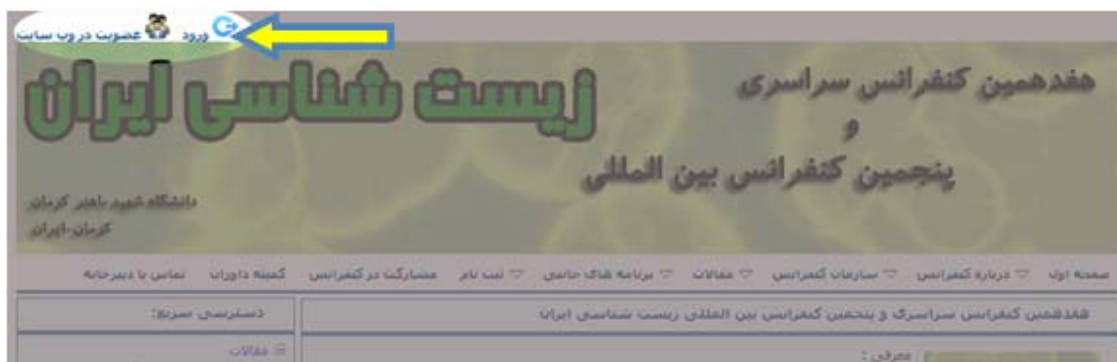 ورود عضویت در وب سایت
هفدهمین کنفرانس سراسری
و
پنجمین کنفرانس بین المللی
زیست شناسی ایران
دانشگاه شهید باهنر کرمان
کرمان-ایران
صفحه اول درباره کنفرانس سازمان کنفرانس مقالات برنامه های جانبی ثبت نام مشارکت در کنفرانس کمیته داوران تماس با دبیرخانه
هفدهمین کنفرانس سراسری و پنجمین کنفرانس بین المللی زیست شناسی ایران
دسترسی سریع:
معرفی :
مقالات